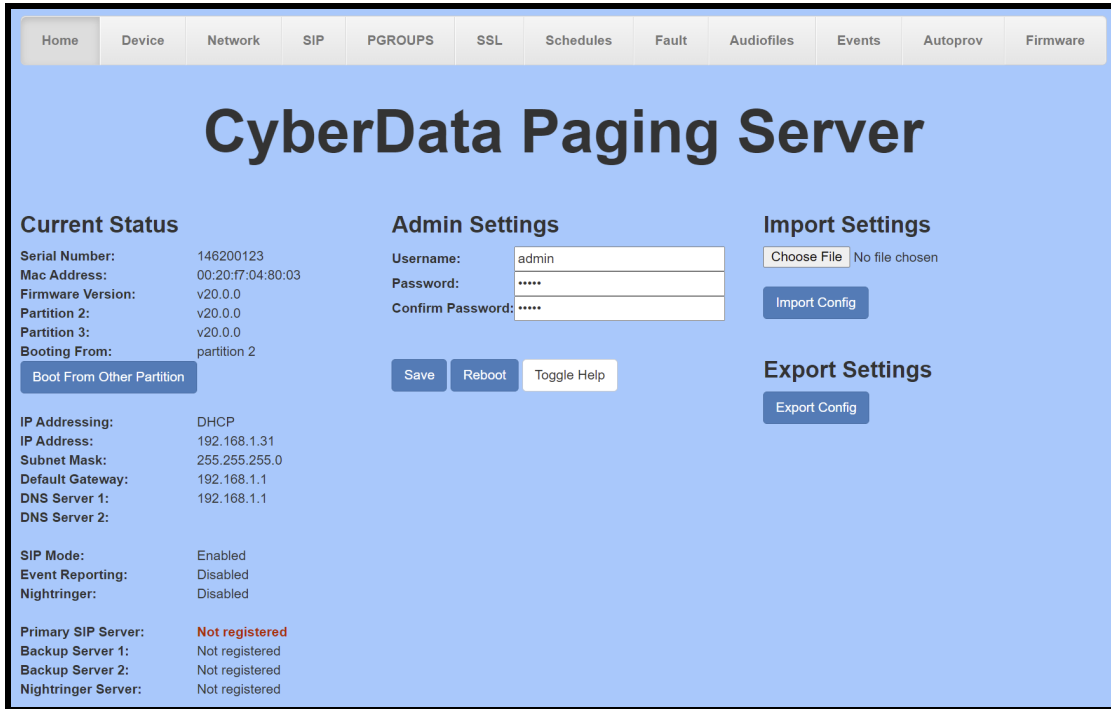 Home Device Network SIP PGROUPS SSL Schedules Fault Audiofiles Events Autoprov Firmware
CyberData Paging Server
Current Status
Serial Number: 146200123
Mac Address: 00:20:f7:04:80:03
Firmware Version: v20.0.0
Partition 2: v20.0.0
Partition 3: v20.0.0
Booting From: partition 2
Boot From Other Partition
IP Addressing: DHCP
IP Address: 192.168.1.31
Subnet Mask: 255.255.255.0
Default Gateway: 192.168.1.1
DNS Server 1: 192.168.1.1
DNS Server 2:
SIP Mode: Enabled
Event Reporting: Disabled
Nightringer: Disabled
Primary SIP Server: Not registered
Backup Server 1: Not registered
Backup Server 2: Not registered
Nightringer Server: Not registered
Admin Settings
Username: admin
Password: •••••
Confirm Password: •••••
Save Reboot Toggle Help
Import Settings
Choose File No file chosen
Import Config
Export Settings
Export Config